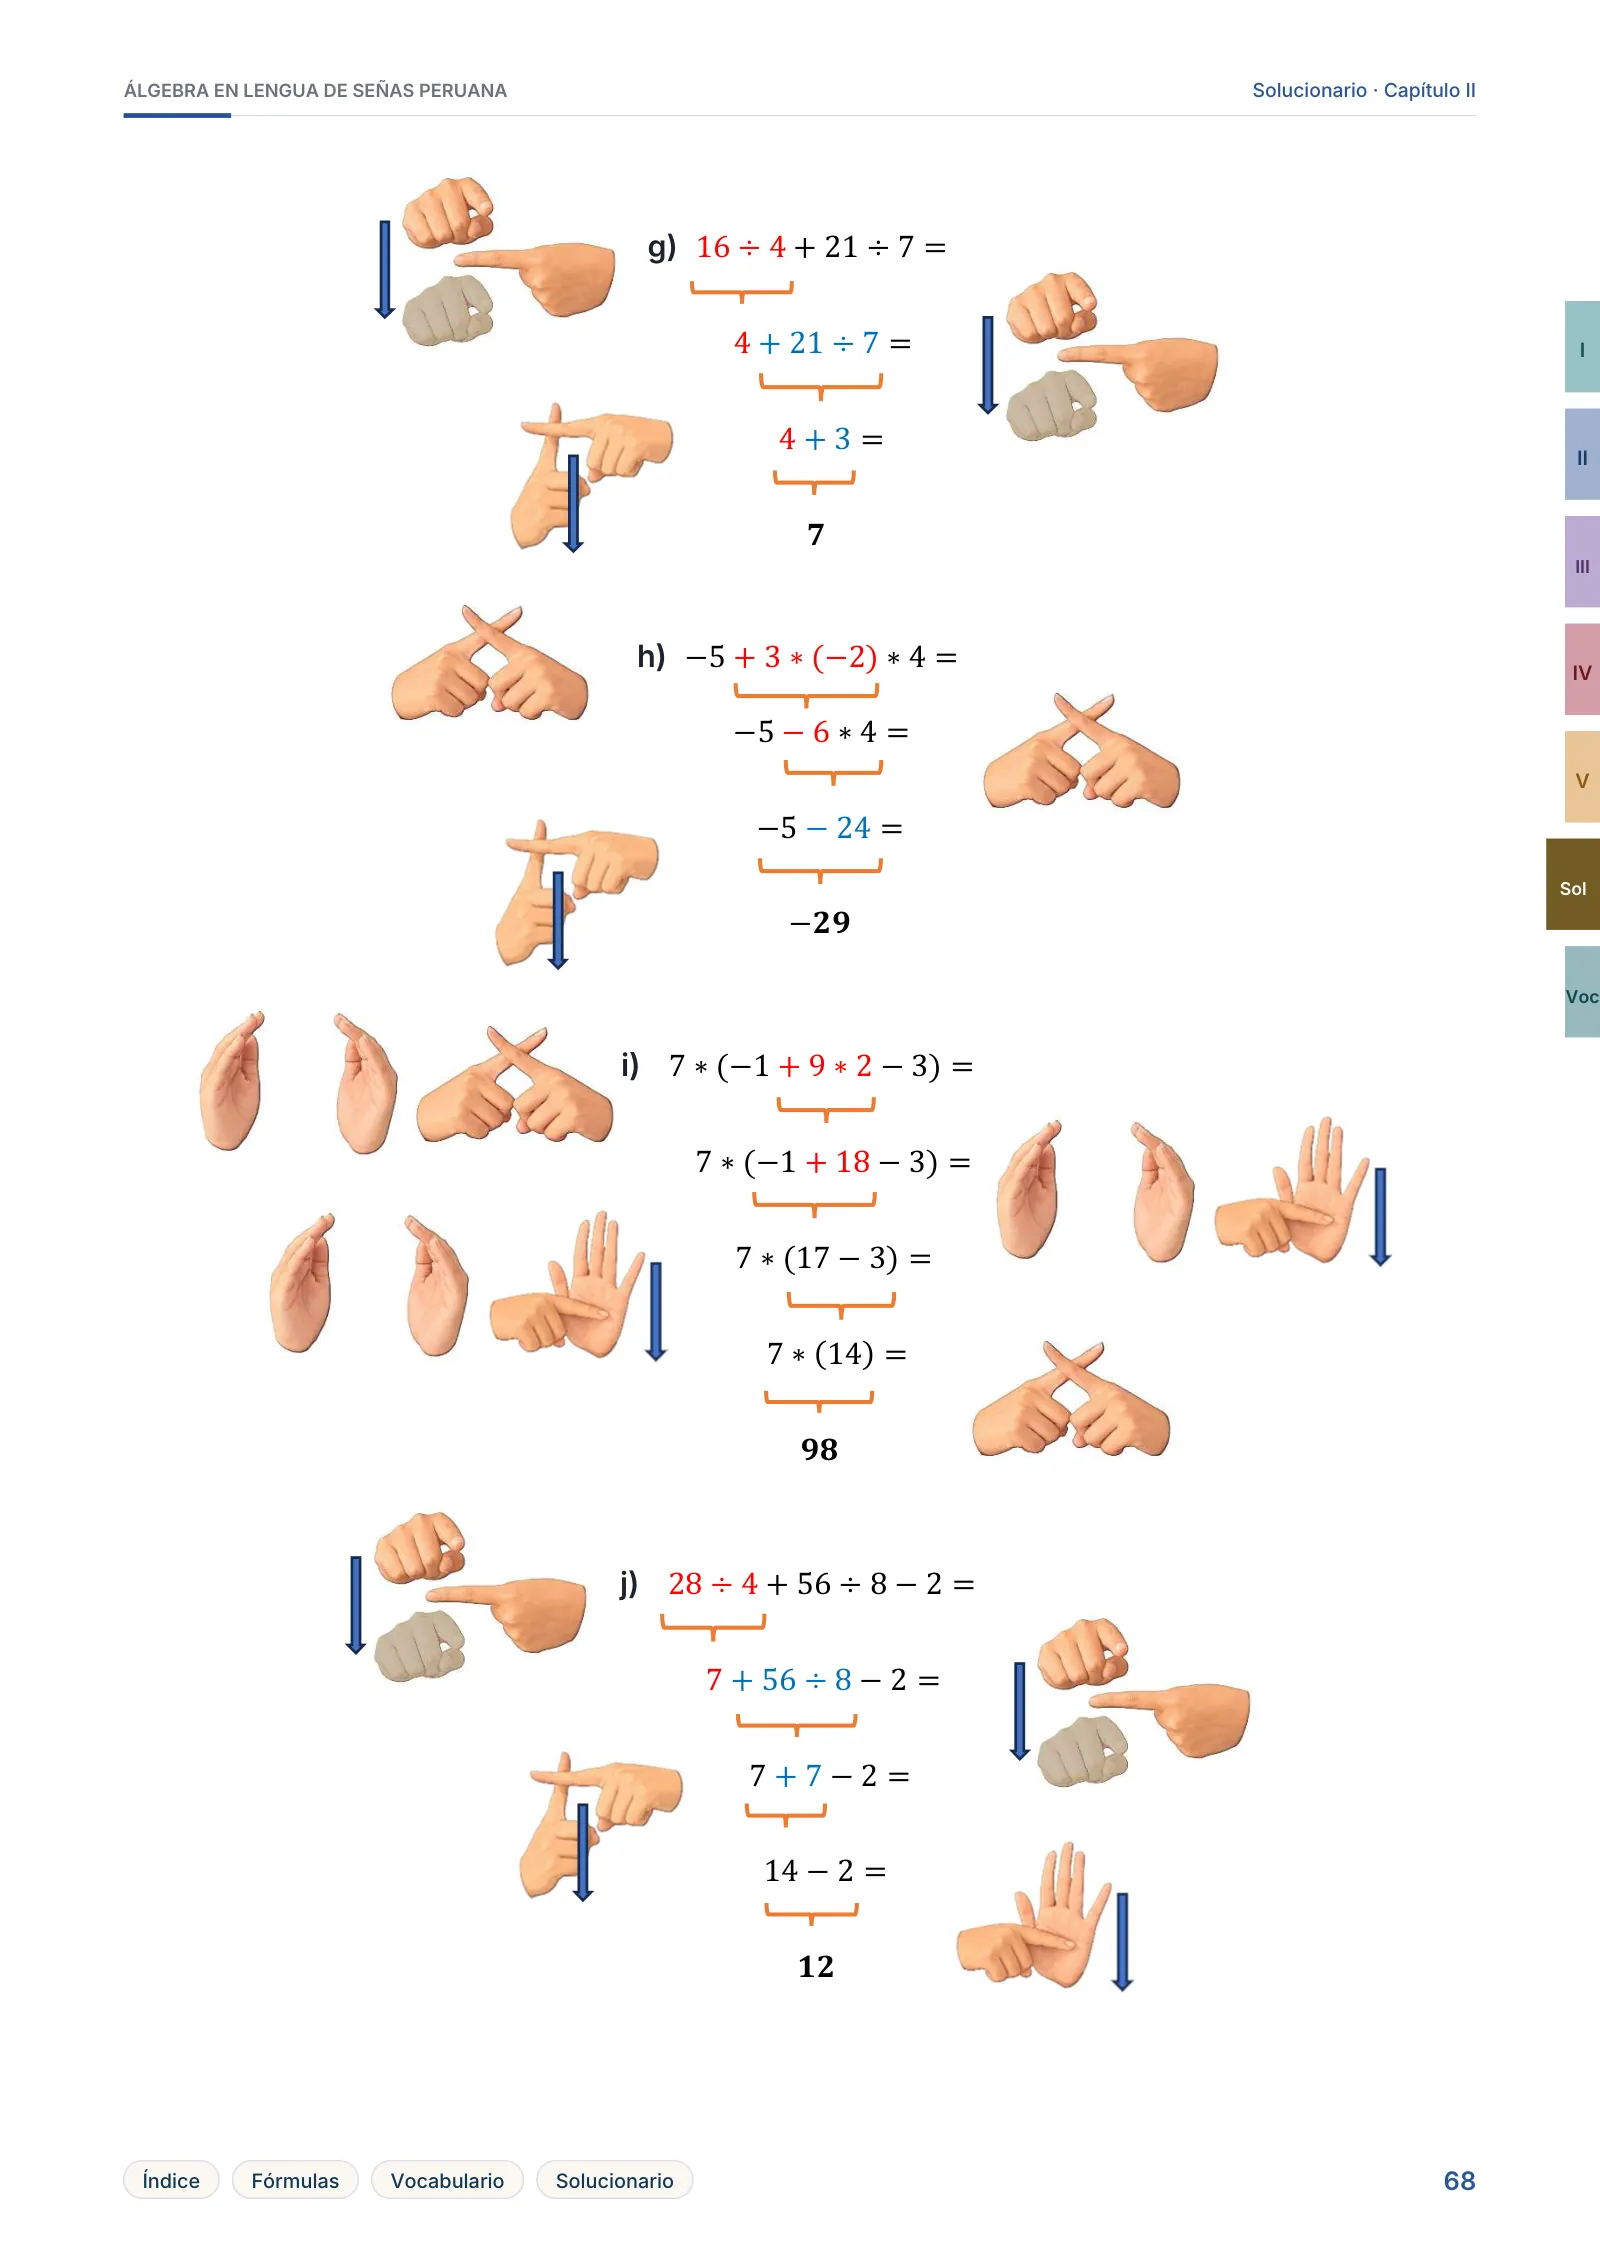 ÁLGEBRA EN LENGUA DE SEÑAS PERUANA
Solucionario · Capítulo II
g) 16 ÷ 4 + 21 ÷ 7 =
4 + 21 ÷ 7 =
4 + 3 =
7
h) −5 + 3 ∗ (−2) ∗ 4 =
−5 − 6 ∗ 4 =
−5 − 24 =
−29
i) 7 ∗ (−1 + 9 ∗ 2 − 3) =
7 ∗ (−1 + 18 − 3) =
7 ∗ (17 − 3) =
7 ∗ (14) =
98
j) 28 ÷ 4 + 56 ÷ 8 − 2 =
7 + 56 ÷ 8 − 2 =
7 + 7 − 2 =
14 − 2 =
12
I
II
III
IV
V
Sol
Voc
Índice
Fórmulas
Vocabulario
Solucionario
68